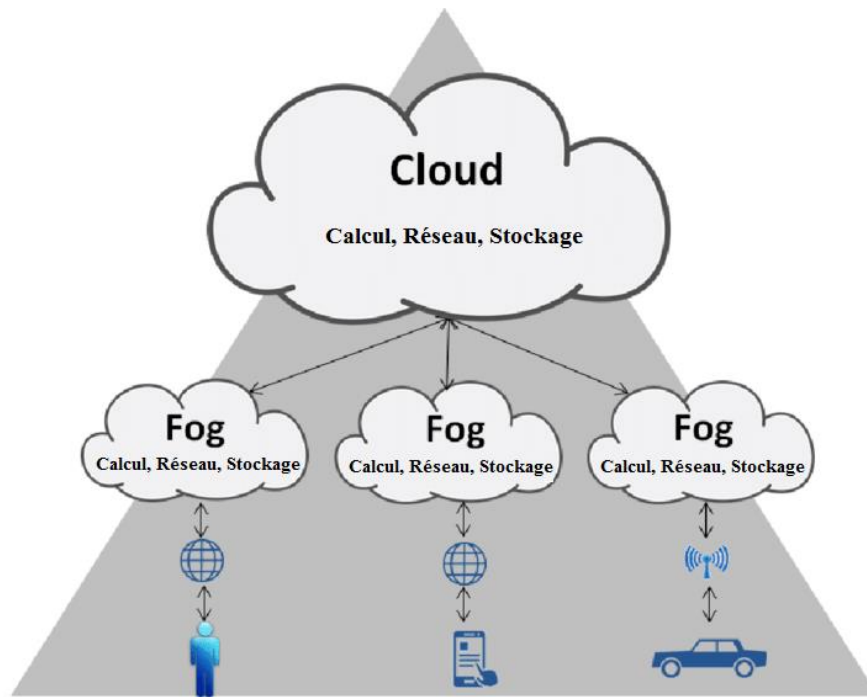 Cloud
Calcul, Réseau, Stockage
Fog
Calcul, Réseau, Stockage
Fog
Calcul, Réseau, Stockage
Fog
Calcul, Réseau, Stockage